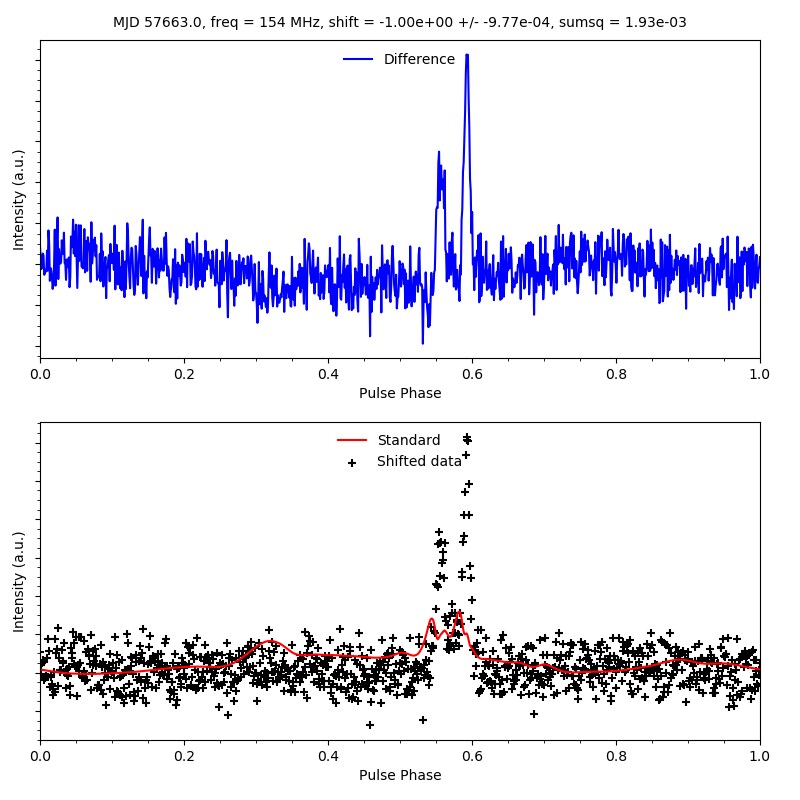 MJD 57663.0, freq = 154 MHz, shift = -1.00e+00 +/- -9.77e-04, sumsq = 1.93e-03
Difference
Intensity (a.u.)
0.0 0.2 0.4 0.6 0.8 1.0
Pulse Phase
Standard
Shifted data
Intensity (a.u.)
0.0 0.2 0.4 0.6 0.8 1.0
Pulse Phase